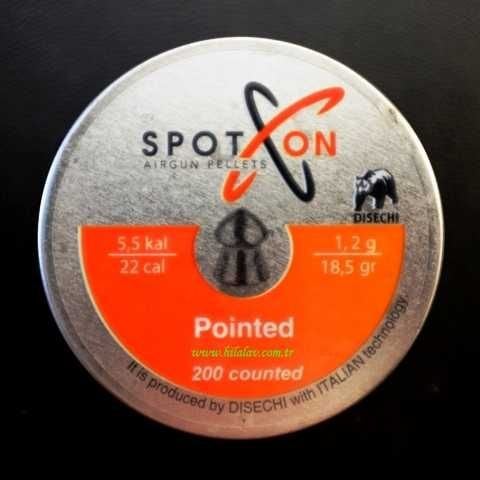 SPOT ON
AIRGUN PELLETS
DISECHI
5,5 kal
22 cal
1,2 g
18,5 gr
Pointed
www.hilalav.com.tr
200 counted
It is produced by DISECHI with ITALIAN technology.